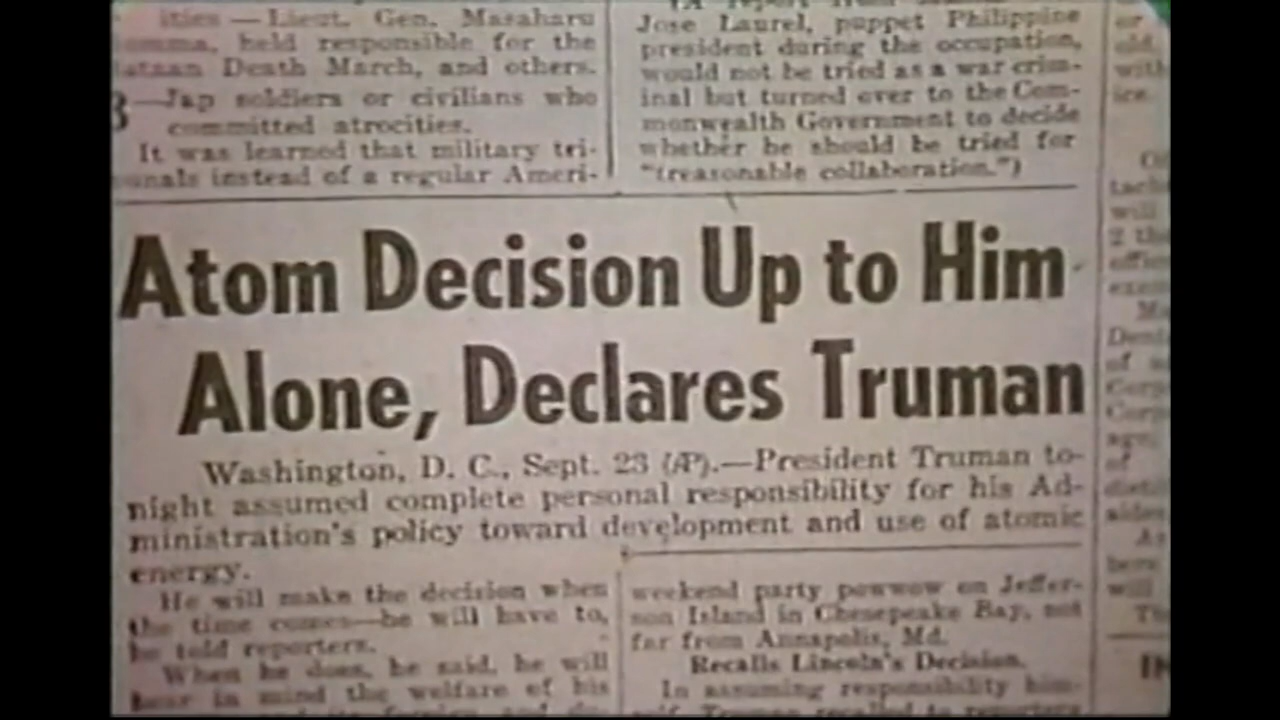 ities — Lieut. Gen. Masaharu
held responsible for the
Death March, and others.
3—Jap soldiers or civilians who
committed atrocities.
It was learned that military tri-
instead of a regular Ameri-
Jose Laurel, puppet Philippine
president during the occupation,
would not be tried as a war crim-
inal but turned over to the Com-
monwealth Government to decide
whether he should be tried for
"treasonable collaboration.")
Atom Decision Up to Him
Alone, Declares Truman
Washington, D. C., Sept. 23 (AP).—President Truman to-
night assumed complete personal responsibility for his Ad-
ministration's policy toward development and use of atomic
energy.
He will make the decision when
the time comes—he will have to,
he told reporters.
When he does, he said, he will
bear in mind the welfare of his
weekend party powwow on Jeffer-
son Island in Chesepeake Bay, not
far from Annapolis, Md.
Recalls Lincoln's Decision.
In assuming responsibility him-
self, Truman recalled to reporters